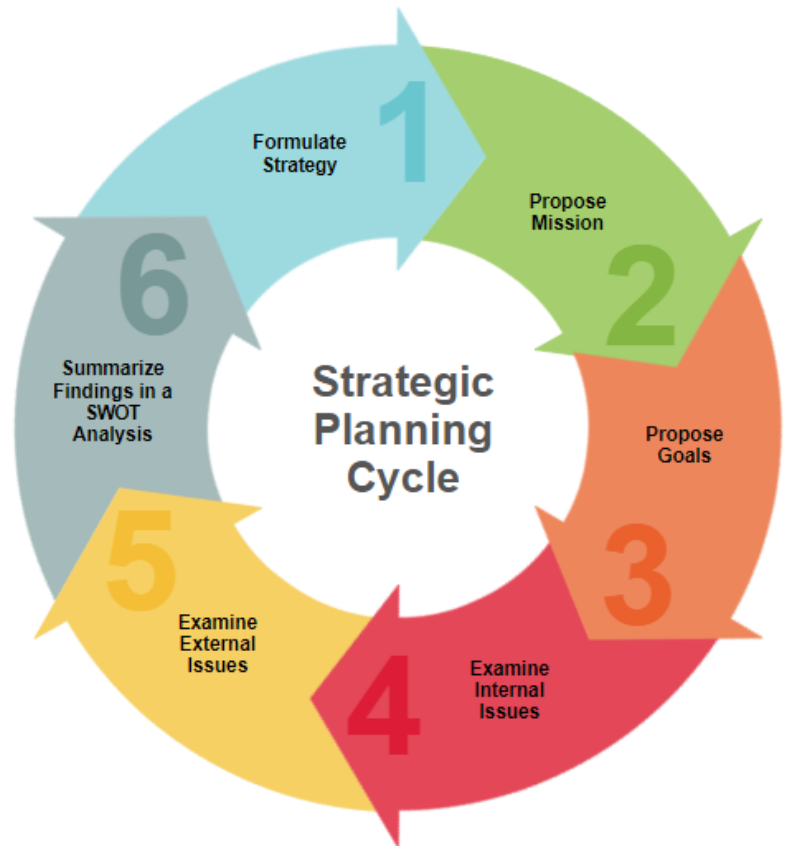 1
Formulate
Strategy
2
Propose
Mission
3
Propose
Goals
4
Examine
Internal
Issues
5
Examine
External
Issues
6
Summarize
Findings in a
SWOT
Analysis
Strategic
Planning
Cycle